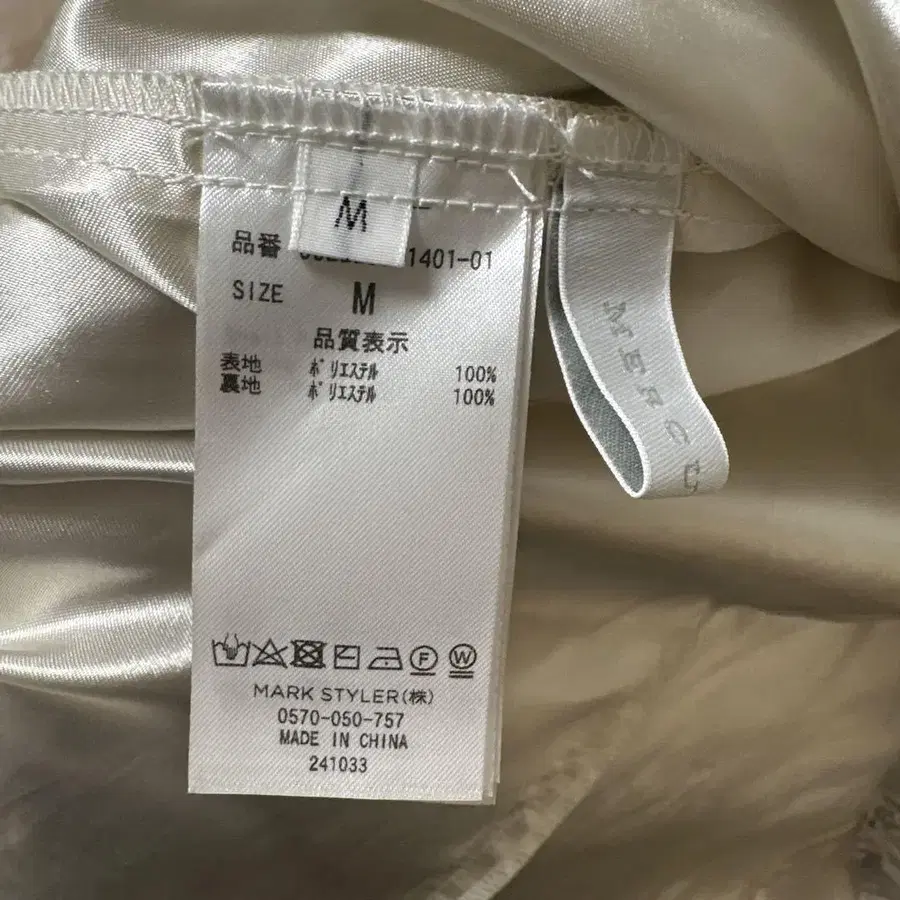 M
品番 1401-01
SIZE M
品質表示
表地 ポリエステル 100%
裏地 ポリエステル 100%
F W
MARK STYLER(株)
0570-050-757
MADE IN CHINA
241033
MERCU